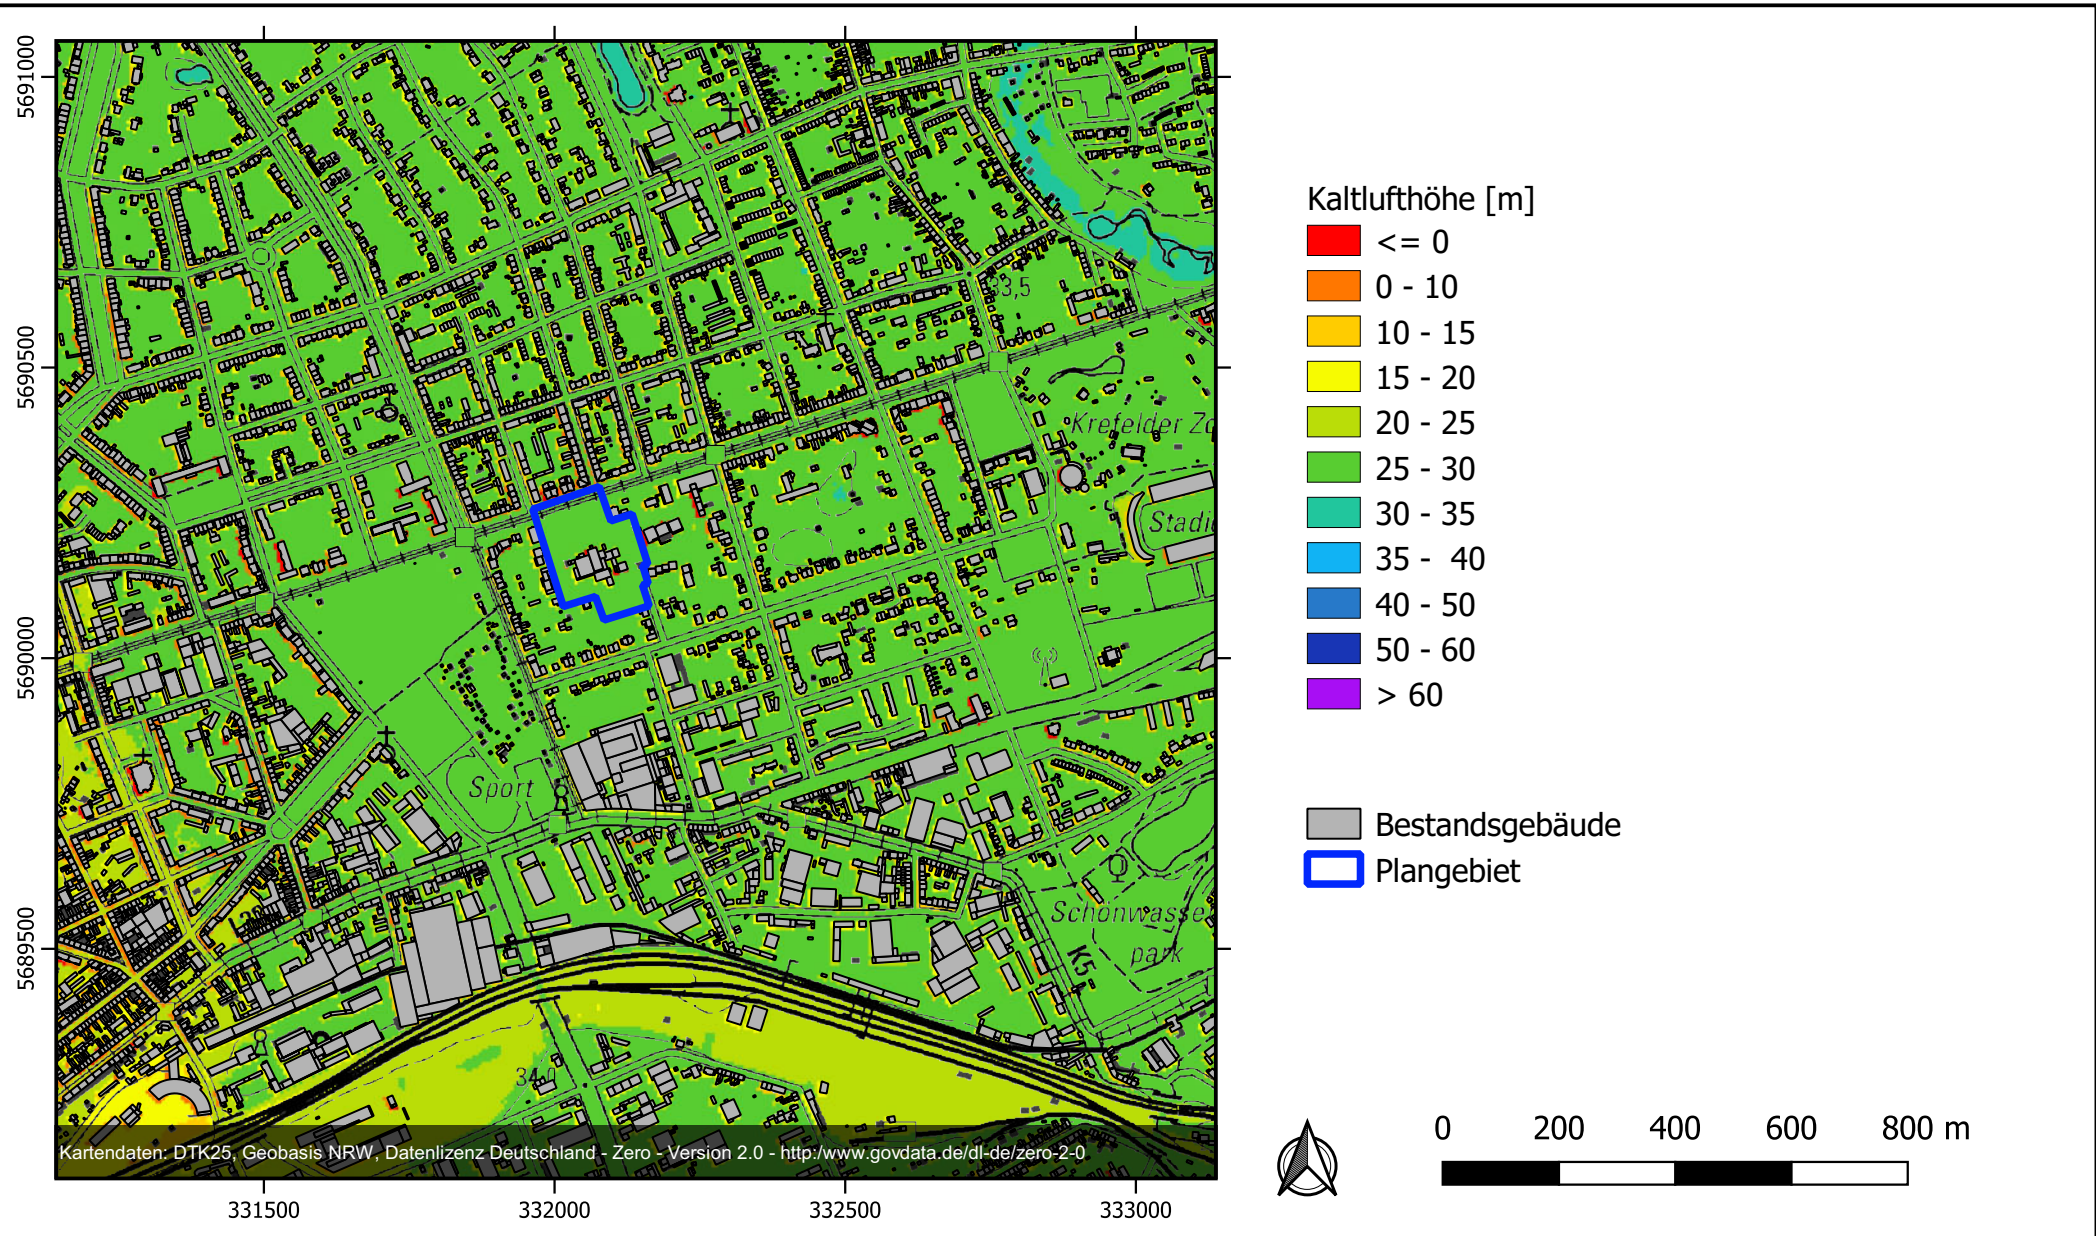 5691000
5690500
5690000
5689500
33,5
Krefelder Zo
Stadi
Sport
Schönwasse
park
K5
34,0
Kartendaten: DTK25, Geobasis NRW, Datenlizenz Deutschland - Zero - Version 2.0 - http:/www.govdata.de/dl-de/zero-2-0
331500 332000 332500 333000
Kaltlufthöhe [m]
<= 0
0 - 10
10 - 15
15 - 20
20 - 25
25 - 30
30 - 35
35 - 40
40 - 50
50 - 60
> 60
Bestandsgebäude
Plangebiet
0 200 400 600 800 m